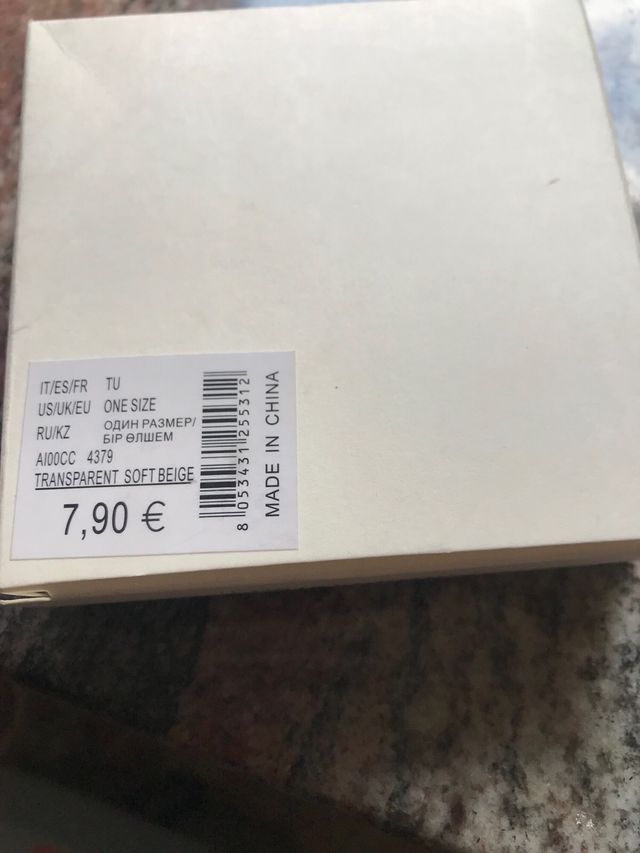 IT/ES/FR TU
US/UK/EU ONE SIZE
RU/KZ ОДИН РАЗМЕР/
БІР ӨЛШЕМ
AI00CC 4379
TRANSPARENT SOFT BEIGE
7,90 €
8 053431 255312
MADE IN CHINA